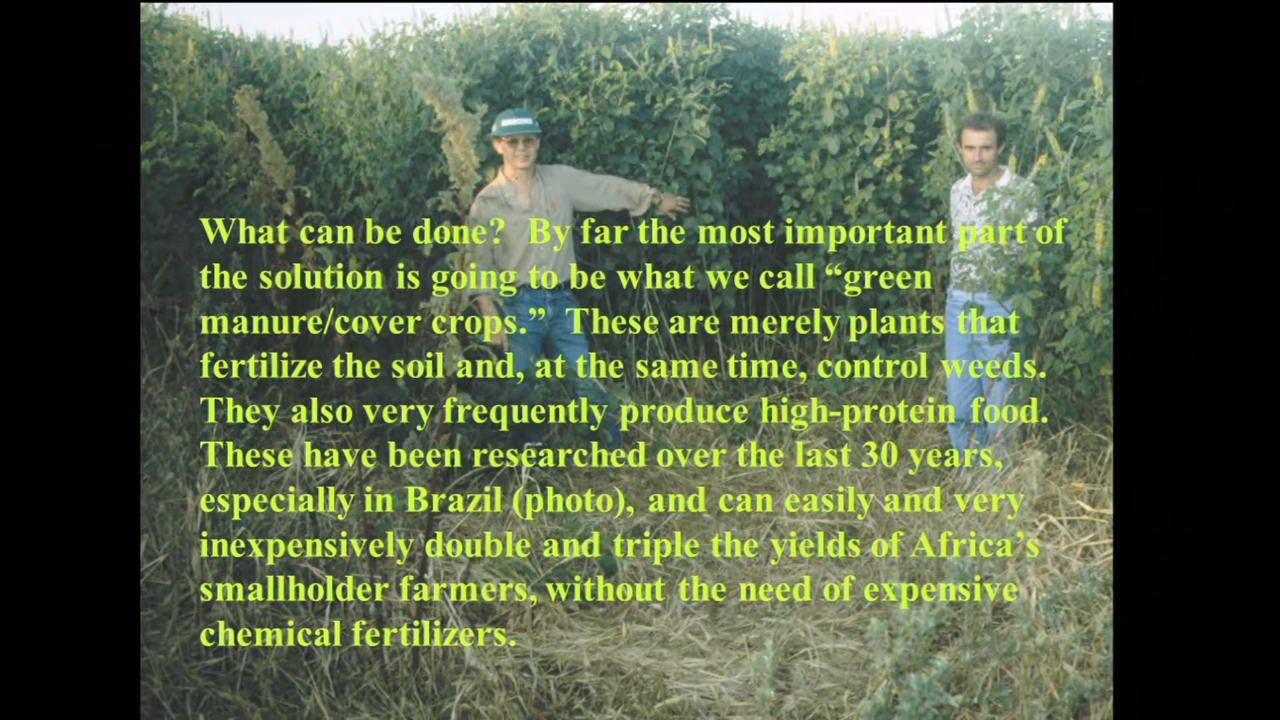 What can be done?  By far the most important part of
the solution is going to be what we call “green
manure/cover crops.”  These are merely plants that
fertilize the soil and, at the same time, control weeds.
They also very frequently produce high-protein food.
These have been researched over the last 30 years,
especially in Brazil (photo), and can easily and very
inexpensively double and triple the yields of Africa’s
smallholder farmers, without the need of expensive
chemical fertilizers.